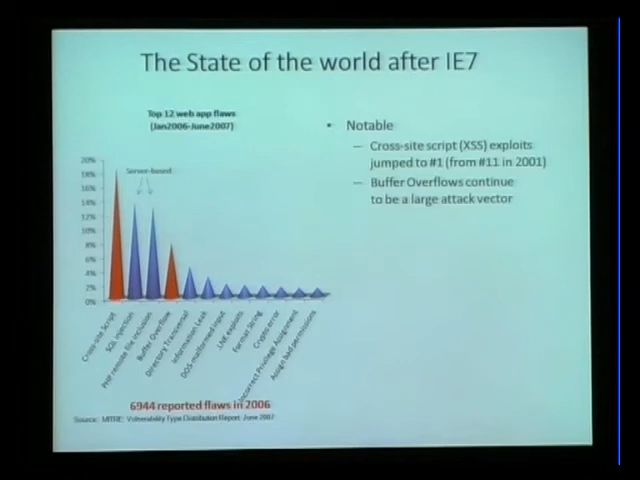 The State of the world after IE7
Top 12 web app flaws
(Jan2006-June2007)
• Notable
— Cross-site script (XSS) exploits
jumped to #1 (from #11 in 2001)
— Buffer Overflows continue
to be a large attack vector
20%
18%
16%
14%
12%
10%
8%
6%
4%
2%
0%
Server-based
Cross-site Script
SQL injection
PHP remote file inclusion
Buffer Overflow
Directory Transversal
Information Leak
DOS malformed input
.LNK exploits
Format String
Crypto error
Incorrect Privilege Assignment
Assign bad permissions
6944 reported flaws in 2006
Source: MITRE: Vulnerability Type Distribution Report June 2007